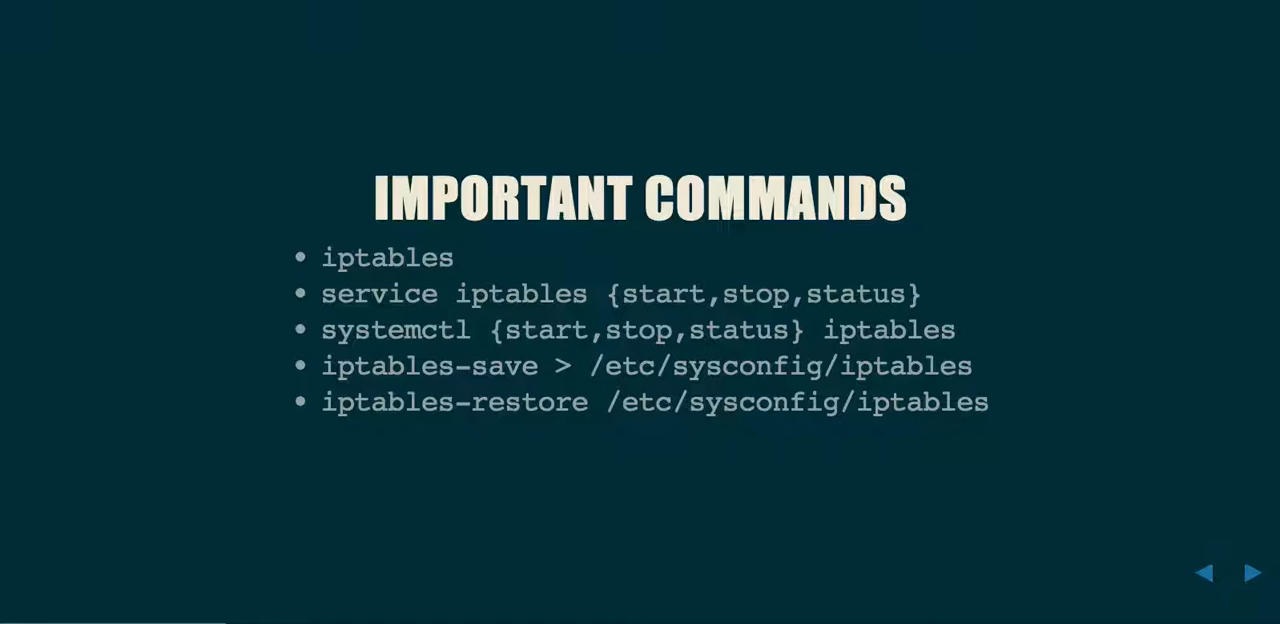 IMPORTANT COMMANDS
• iptables
• service iptables {start,stop,status}
• systemctl {start,stop,status} iptables
• iptables-save > /etc/sysconfig/iptables
• iptables-restore /etc/sysconfig/iptables